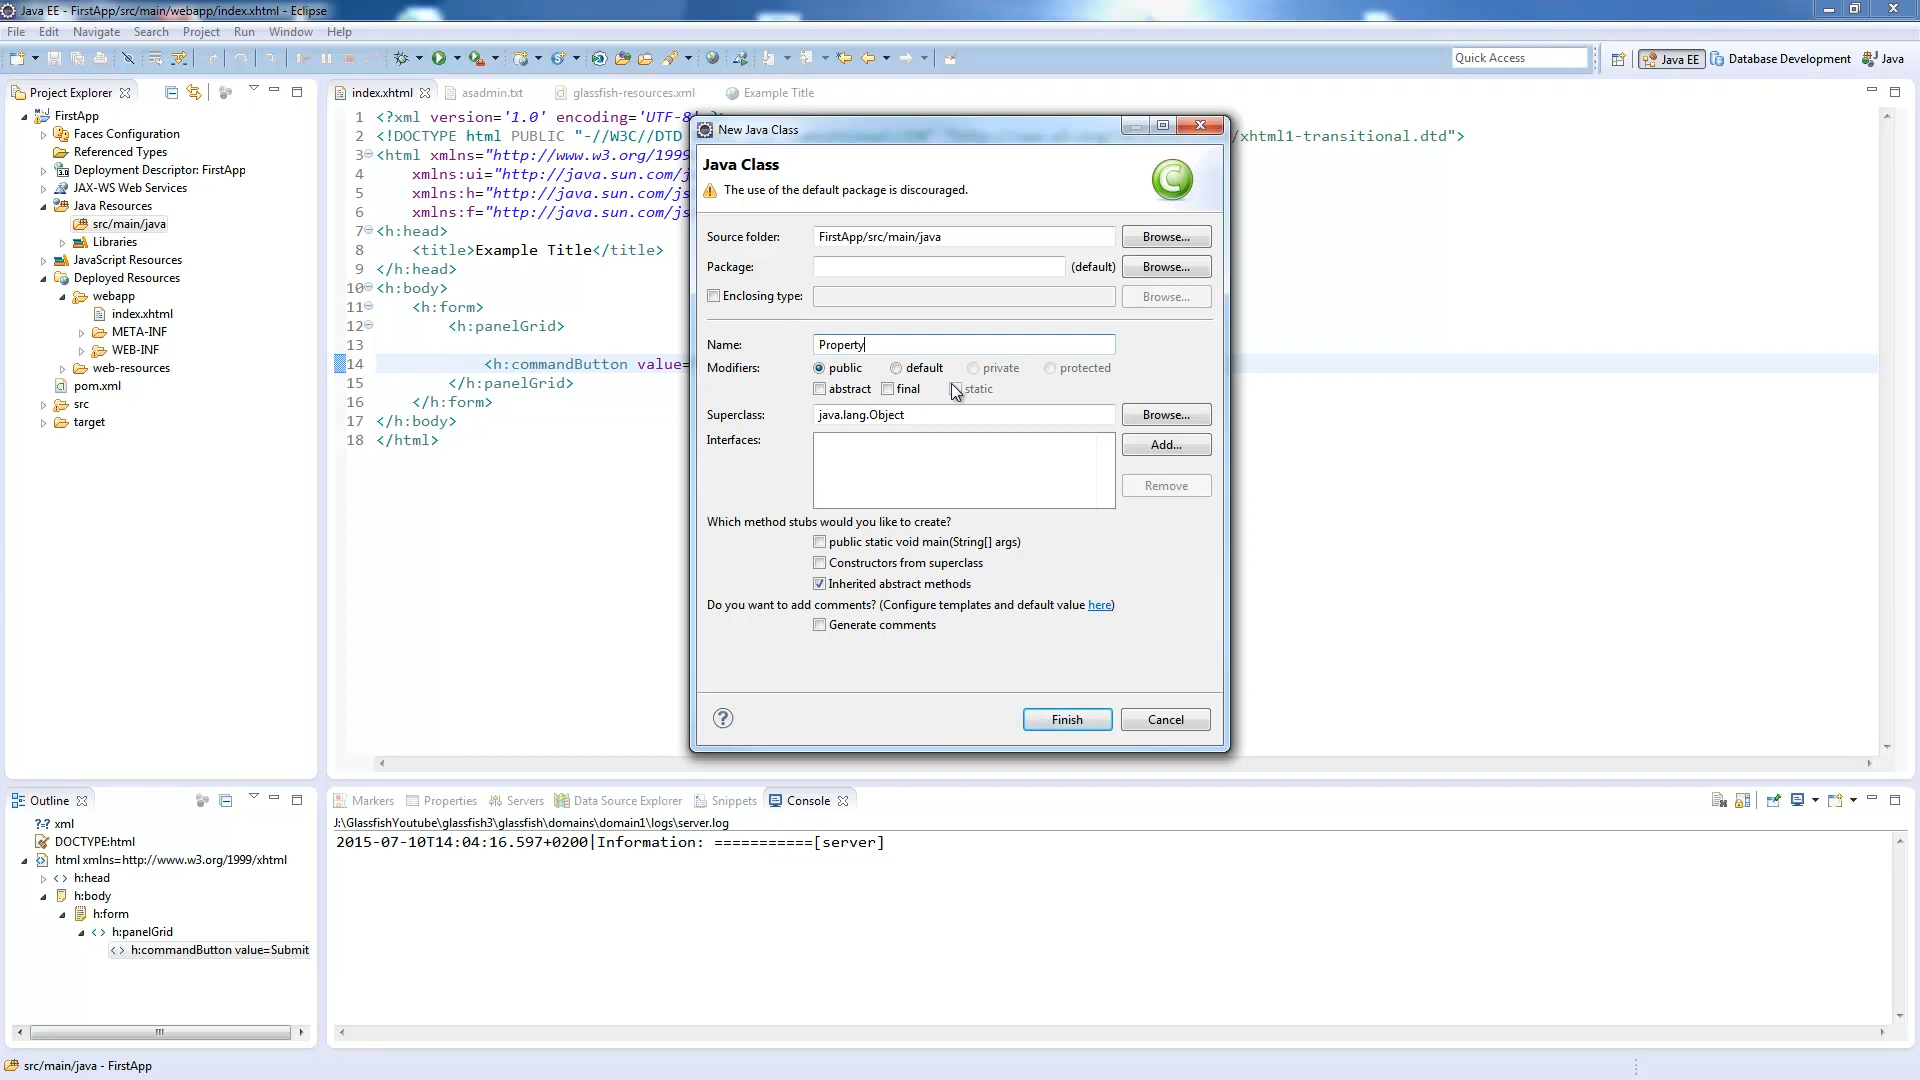 Java EE - FirstApp/src/main/webapp/index.xhtml - Eclipse
File Edit Navigate Search Project Run Window Help
Quick Access
Java EE
Database Development
Java
Project Explorer
FirstApp
Faces Configuration
Referenced Types
Deployment Descriptor: FirstApp
JAX-WS Web Services
Java Resources
src/main/java
Libraries
JavaScript Resources
Deployed Resources
webapp
index.xhtml
META-INF
WEB-INF
web-resources
pom.xml
src
target
index.xhtml
asadmin.txt
glassfish-resources.xml
Example Title
1 <?xml version='1.0' encoding='UTF-8'
2 <!DOCTYPE html PUBLIC "-//W3C//DTD /xhtml1-transitional.dtd">
3 <html xmlns="http://www.w3.org/1999
4 xmlns:ui="http://java.sun.com/j
5 xmlns:h="http://java.sun.com/js
6 xmlns:f="http://java.sun.com/js
7 <h:head>
8 <title>Example Title</title>
9 </h:head>
10 <h:body>
11 <h:form>
12 <h:panelGrid>
13
14 <h:commandButton value=
15 </h:panelGrid>
16 </h:form>
17 </h:body>
18 </html>
New Java Class
Java Class
The use of the default package is discouraged.
Source folder: FirstApp/src/main/java Browse...
Package: (default) Browse...
Enclosing type: Browse...
Name: Property
Modifiers: public default private protected
abstract final static
Superclass: java.lang.Object Browse...
Interfaces: Add...
Remove
Which method stubs would you like to create?
public static void main(String[] args)
Constructors from superclass
Inherited abstract methods
Do you want to add comments? (Configure templates and default value here)
Generate comments
Finish Cancel
Outline
xml
DOCTYPE:html
html xmlns=http://www.w3.org/1999/xhtml
h:head
h:body
h:form
h:panelGrid
h:commandButton value=Submit
Markers Properties Servers Data Source Explorer Snippets Console
J:\GlassfishYoutube\glassfish3\glassfish\domains\domain1\logs\server.log
2015-07-10T14:04:16.597+0200|Information: ===========[server]
src/main/java - FirstApp